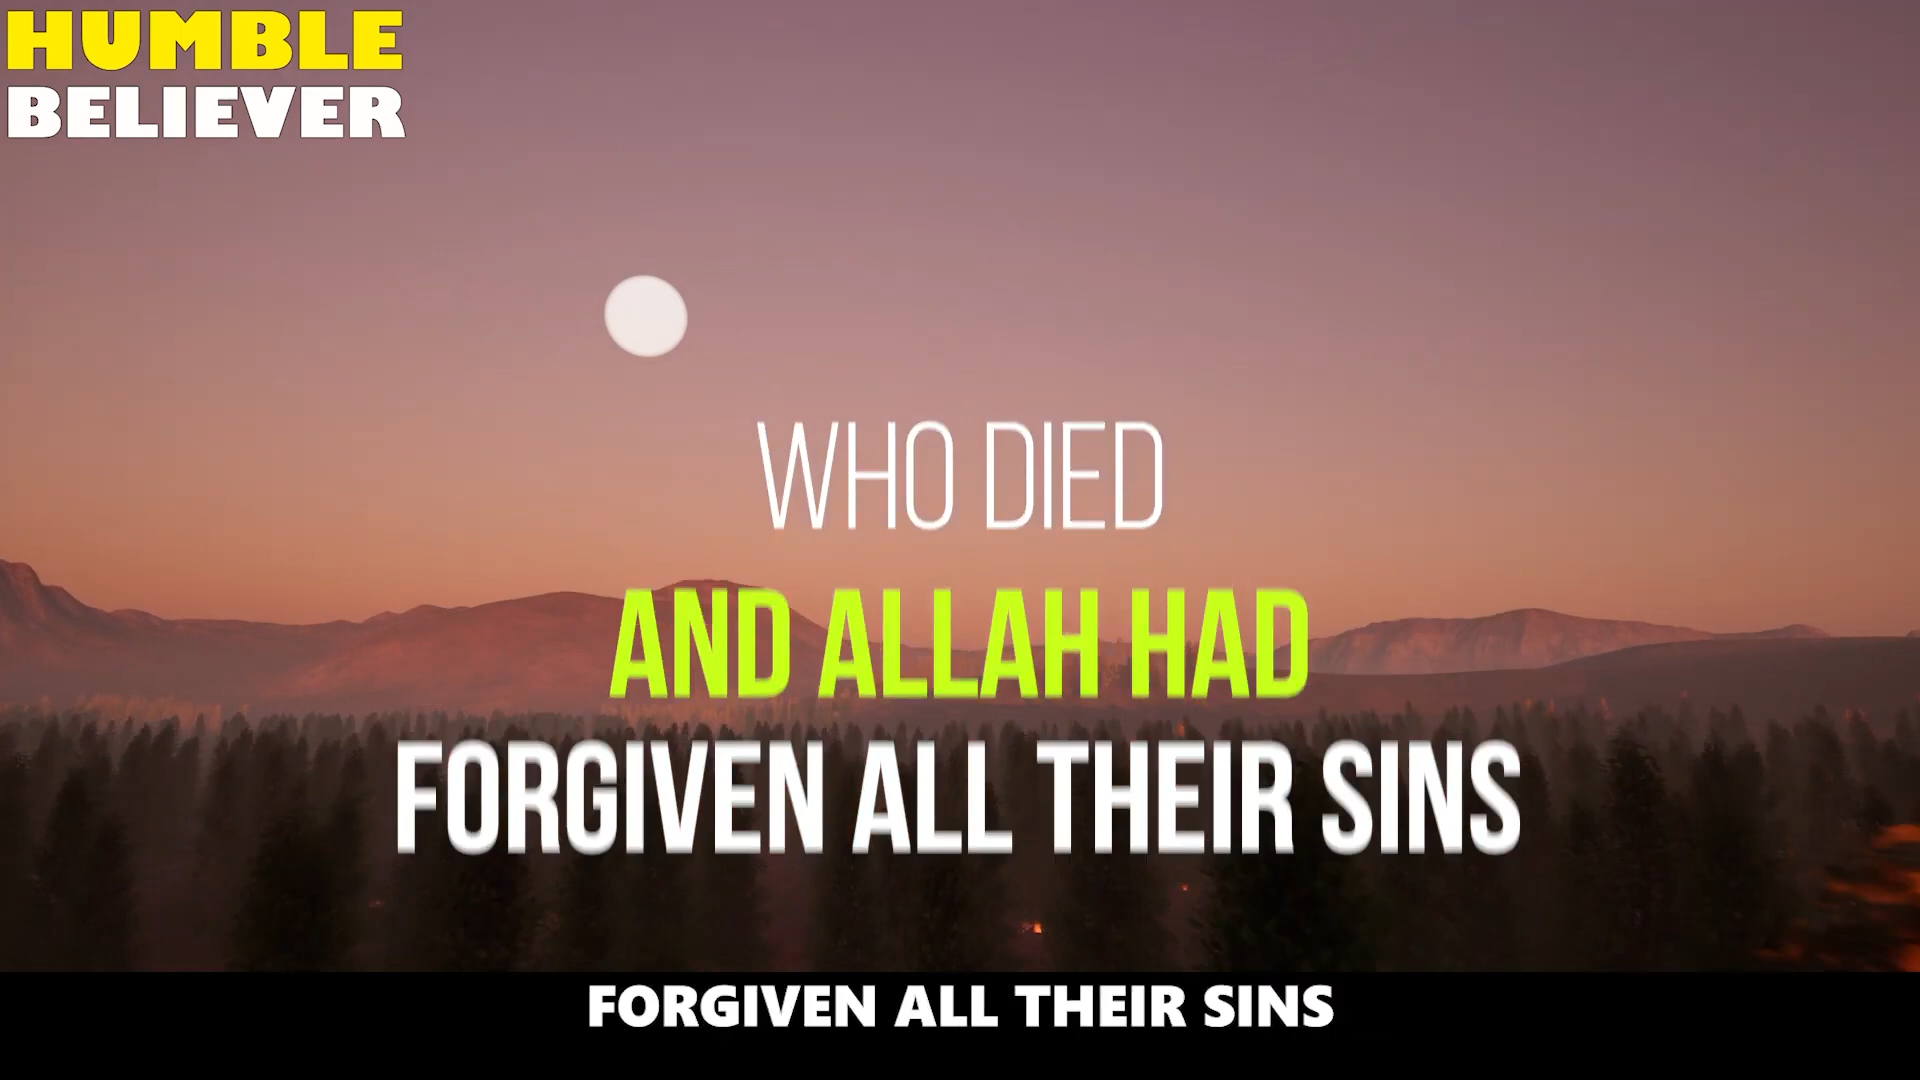 HUMBLE
BELIEVER
WHO DIED
AND ALLAH HAD
FORGIVEN ALL THEIR SINS
FORGIVEN ALL THEIR SINS